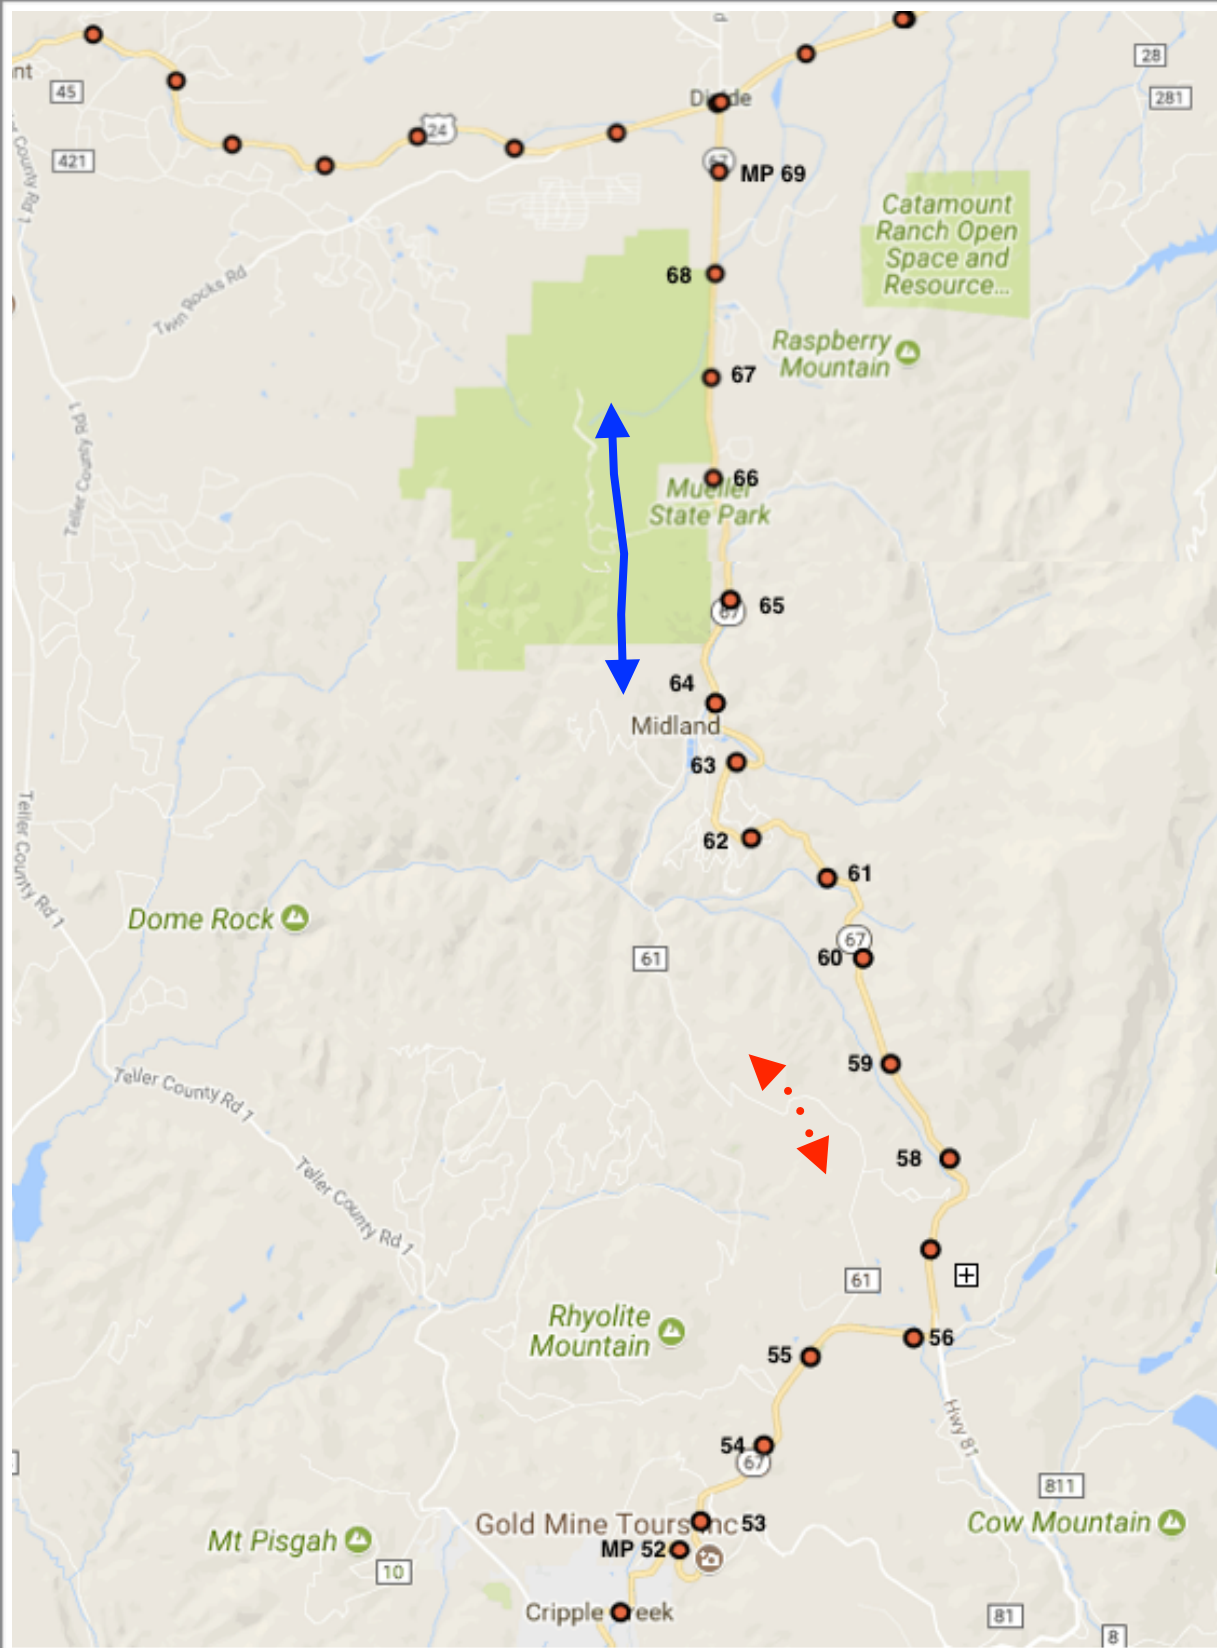 28
Divide
45
281
24
421
67
MP 69
nt
County Rd 1
Catamount
Ranch Open
Space and
Resource...
68
Twin Rocks Rd
Raspberry
Mountain
67
Teller County Rd 1
66
Mueller
State Park
65
67
64
Midland
63
62
61
Teller County Rd 1
Dome Rock
67
60
61
59
Teller County Rd 1
58
Teller County Rd 1
61
Rhyolite
Mountain
56
55
Hwy 81
54
67
811
Gold Mine Tours Inc
53
Cow Mountain
Mt Pisgah
MP 52
10
Cripple Creek
81
8